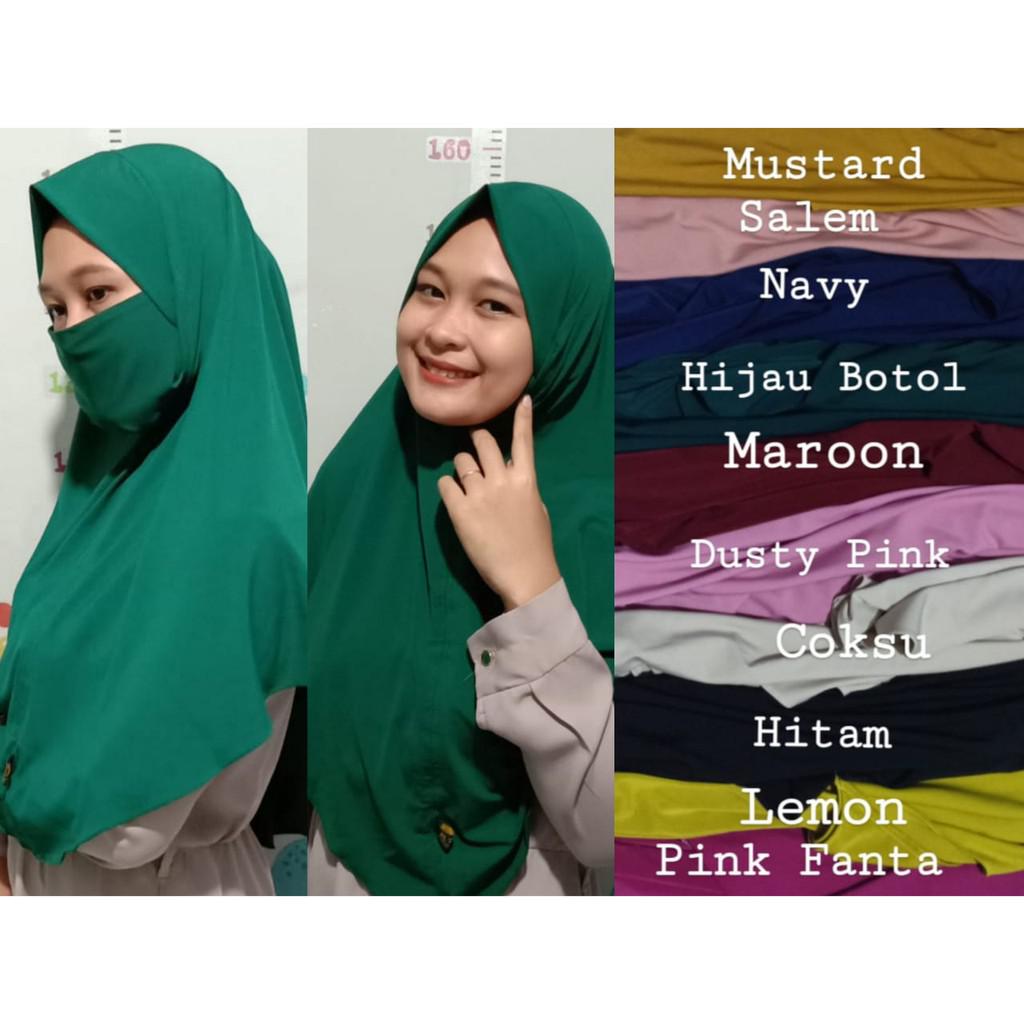 160
Mustard
Salem
Navy
Hijau Botol
Maroon
Dusty Pink
Coksu
Hitam
Lemon
Pink Fanta